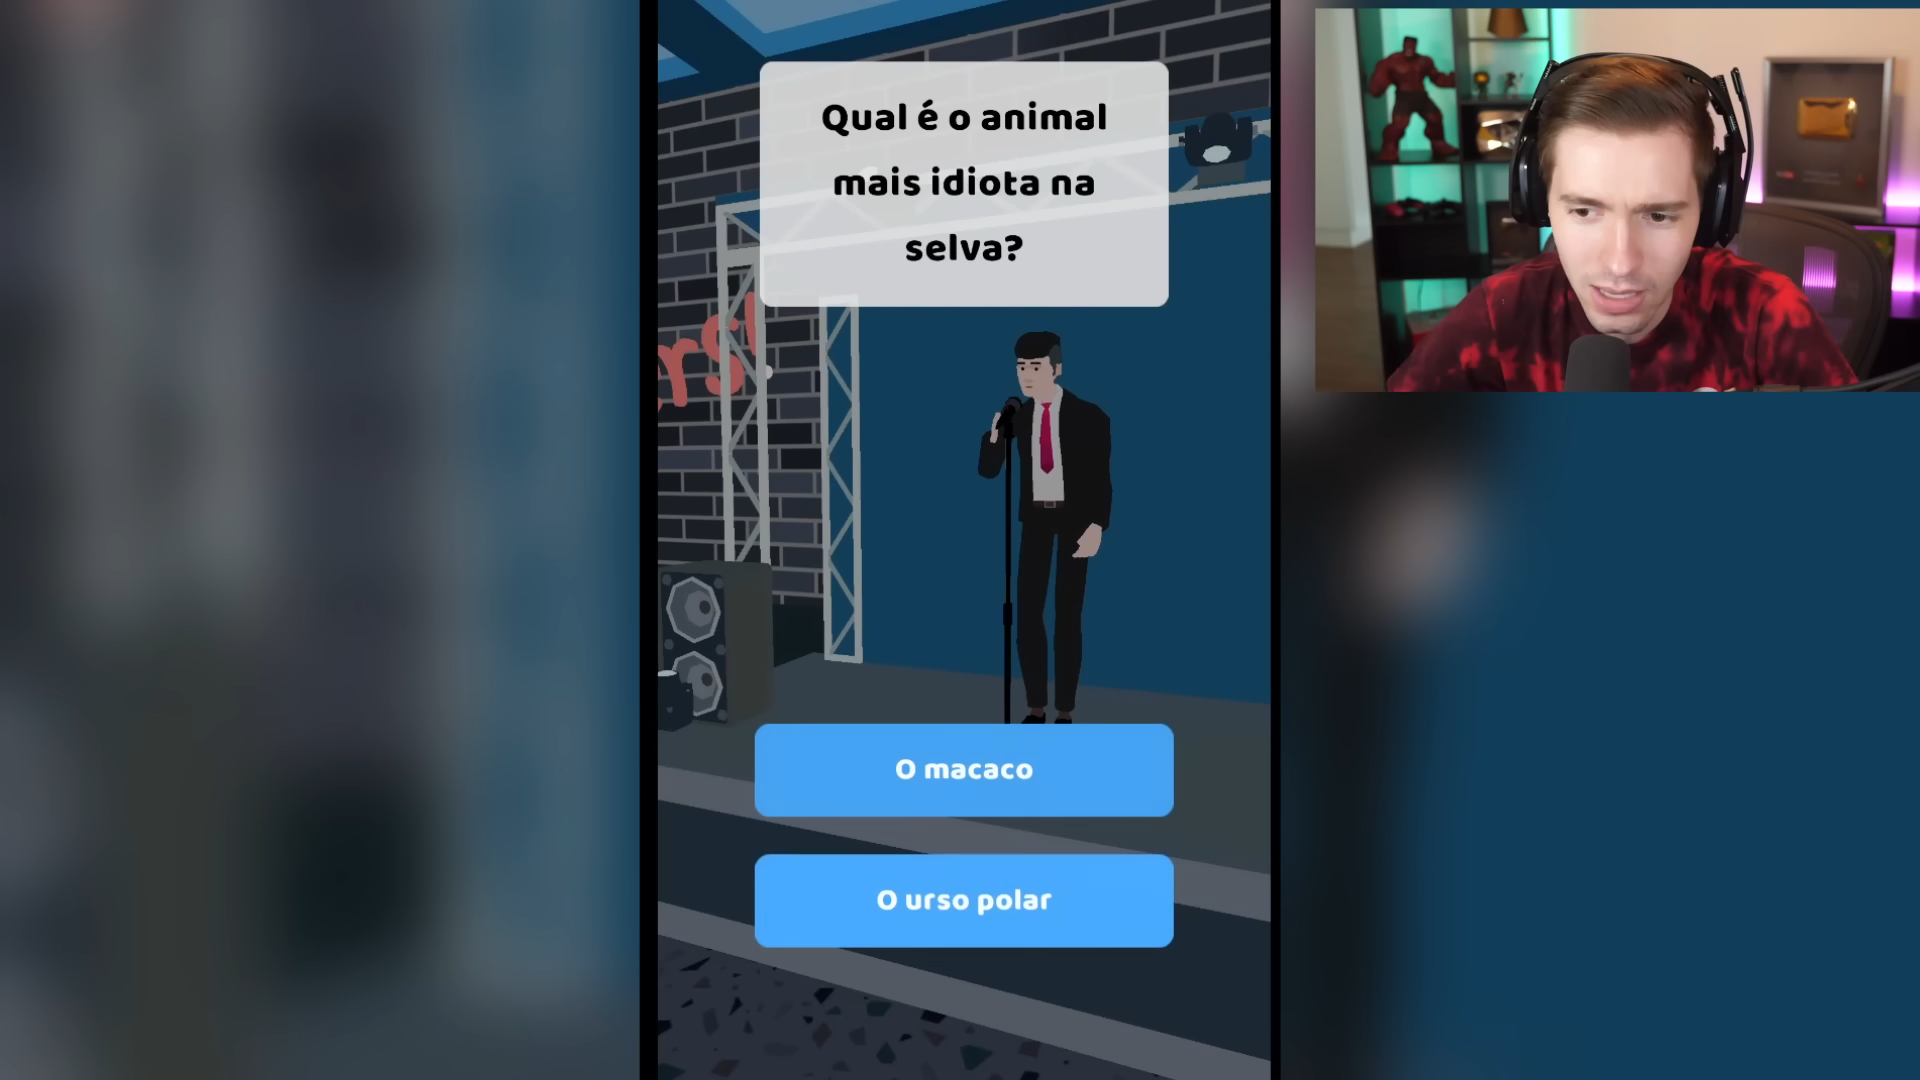 Qual é o animal
mais idiota na
selva?
O macaco
O urso polar